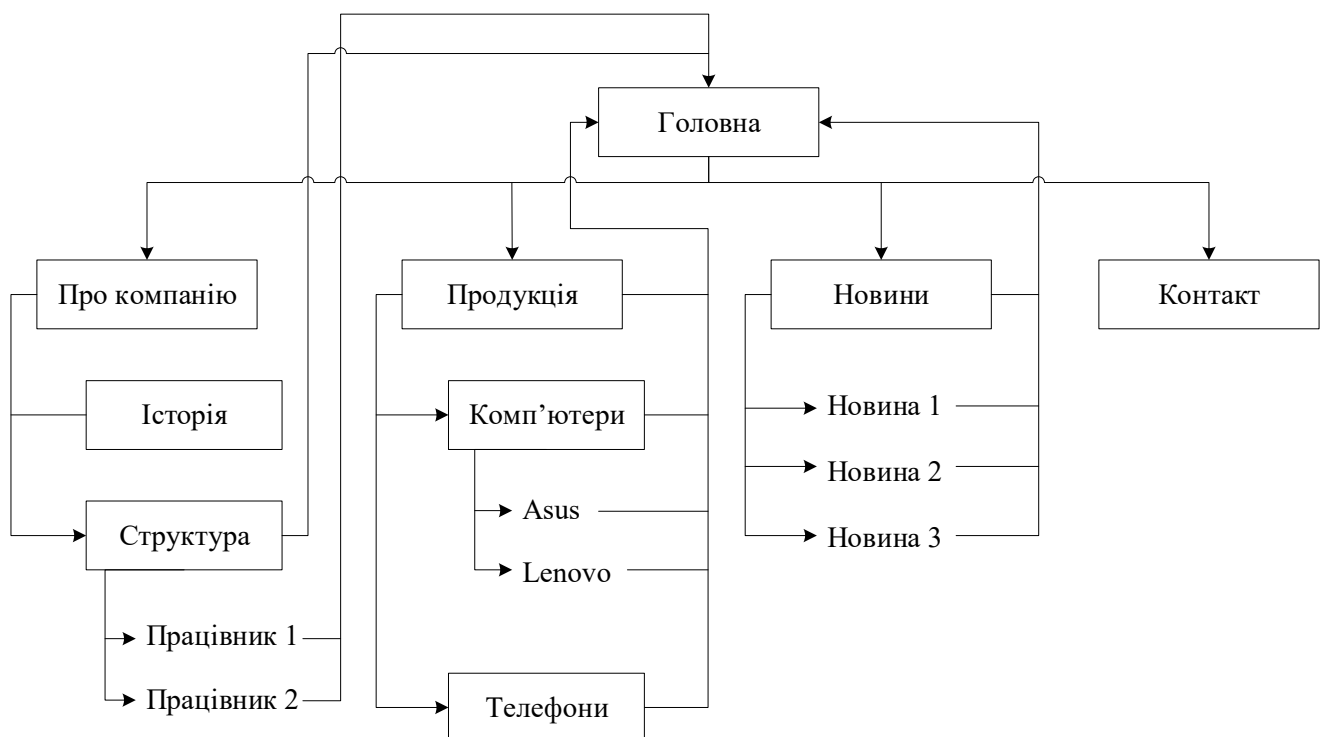 Головна
Про компанію
Продукція
Новини
Контакт
Історія
Комп’ютери
Новина 1
Новина 2
Структура
Asus
Новина 3
Lenovo
Працівник 1
Працівник 2
Телефони